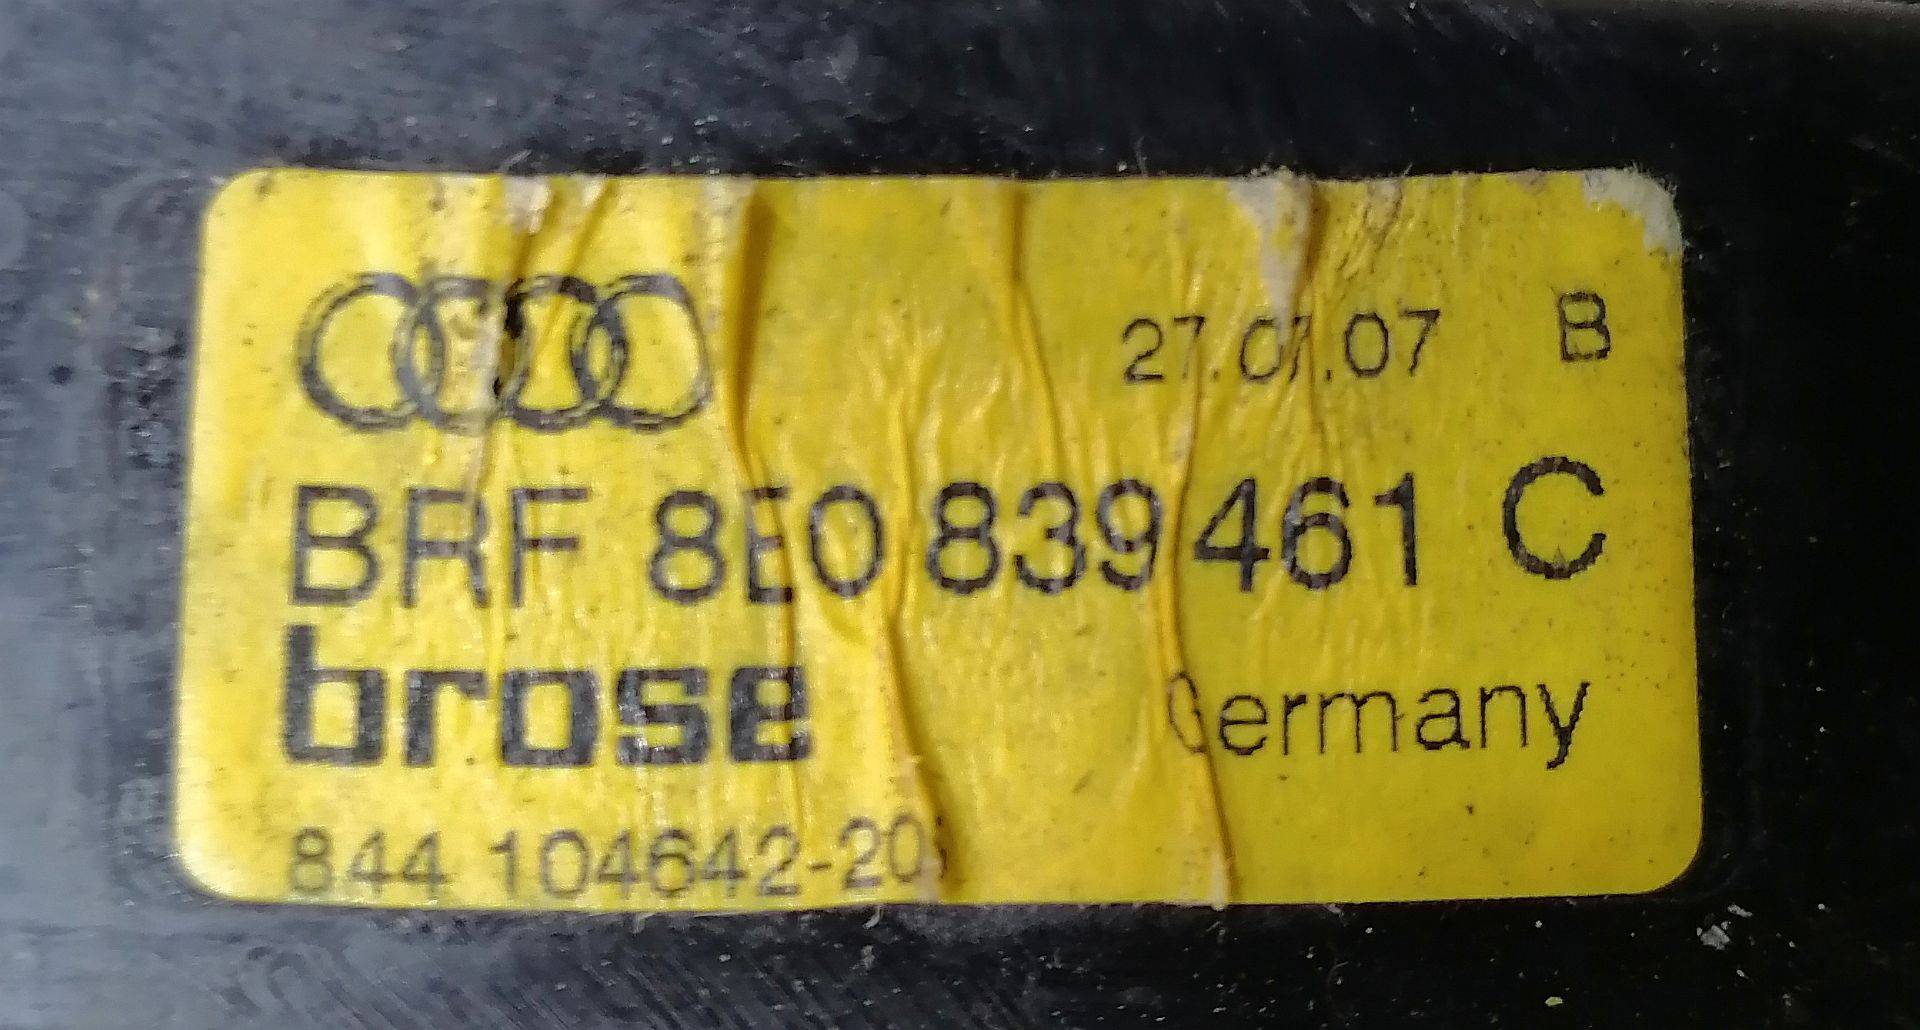 27.07.07 B
BRF 8E0 839 461 C
brose Germany
844 104642-20